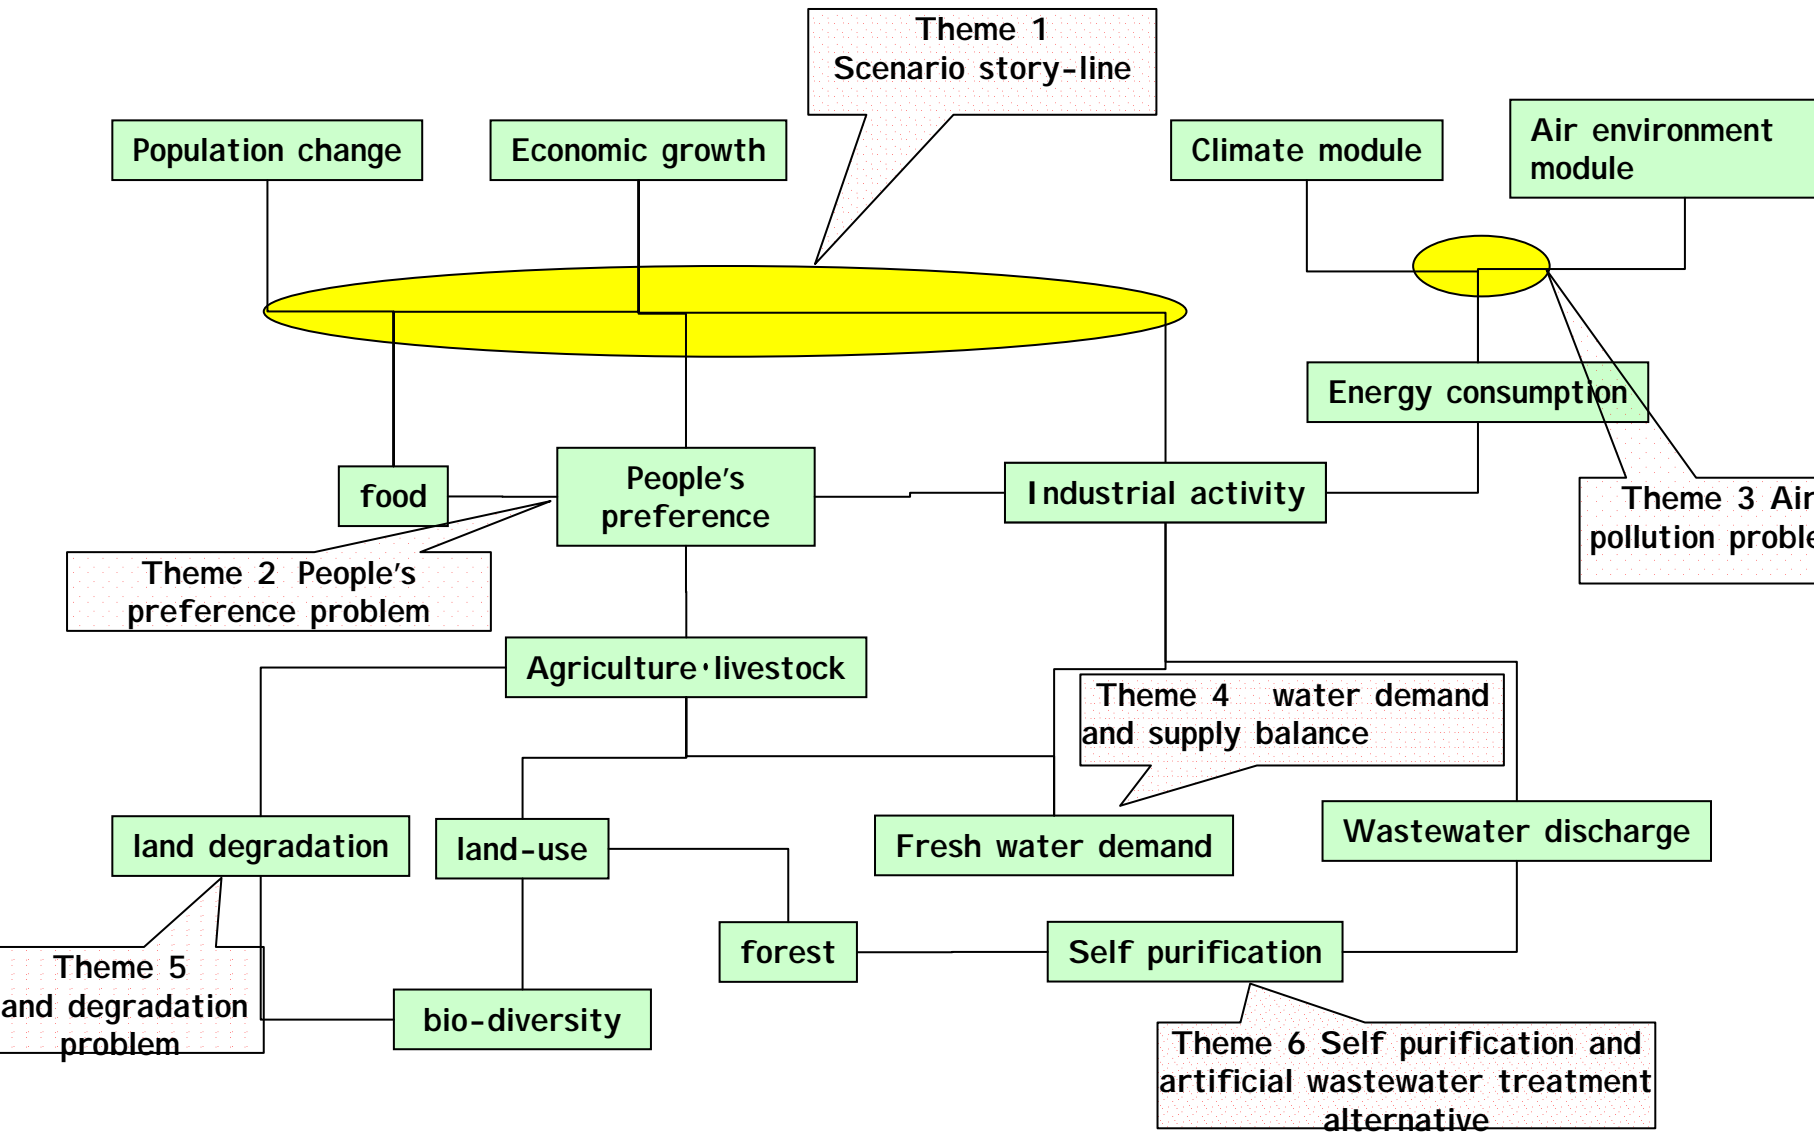 Theme 1
Scenario story-line
Population change
Economic growth
Climate module
Air environment
module
Energy consumption
food
People's
preference
Industrial activity
Theme 3 Air
pollution
Theme 2 People's
preference problem
Agriculture・livestock
Theme 4 water demand
and supply balance
land degradation
land-use
Fresh water demand
Wastewater discharge
forest
Self purification
Theme 5
and degradation
problem
bio-diversity
Theme 6 Self purification and
artificial wastewater treatment
alternative